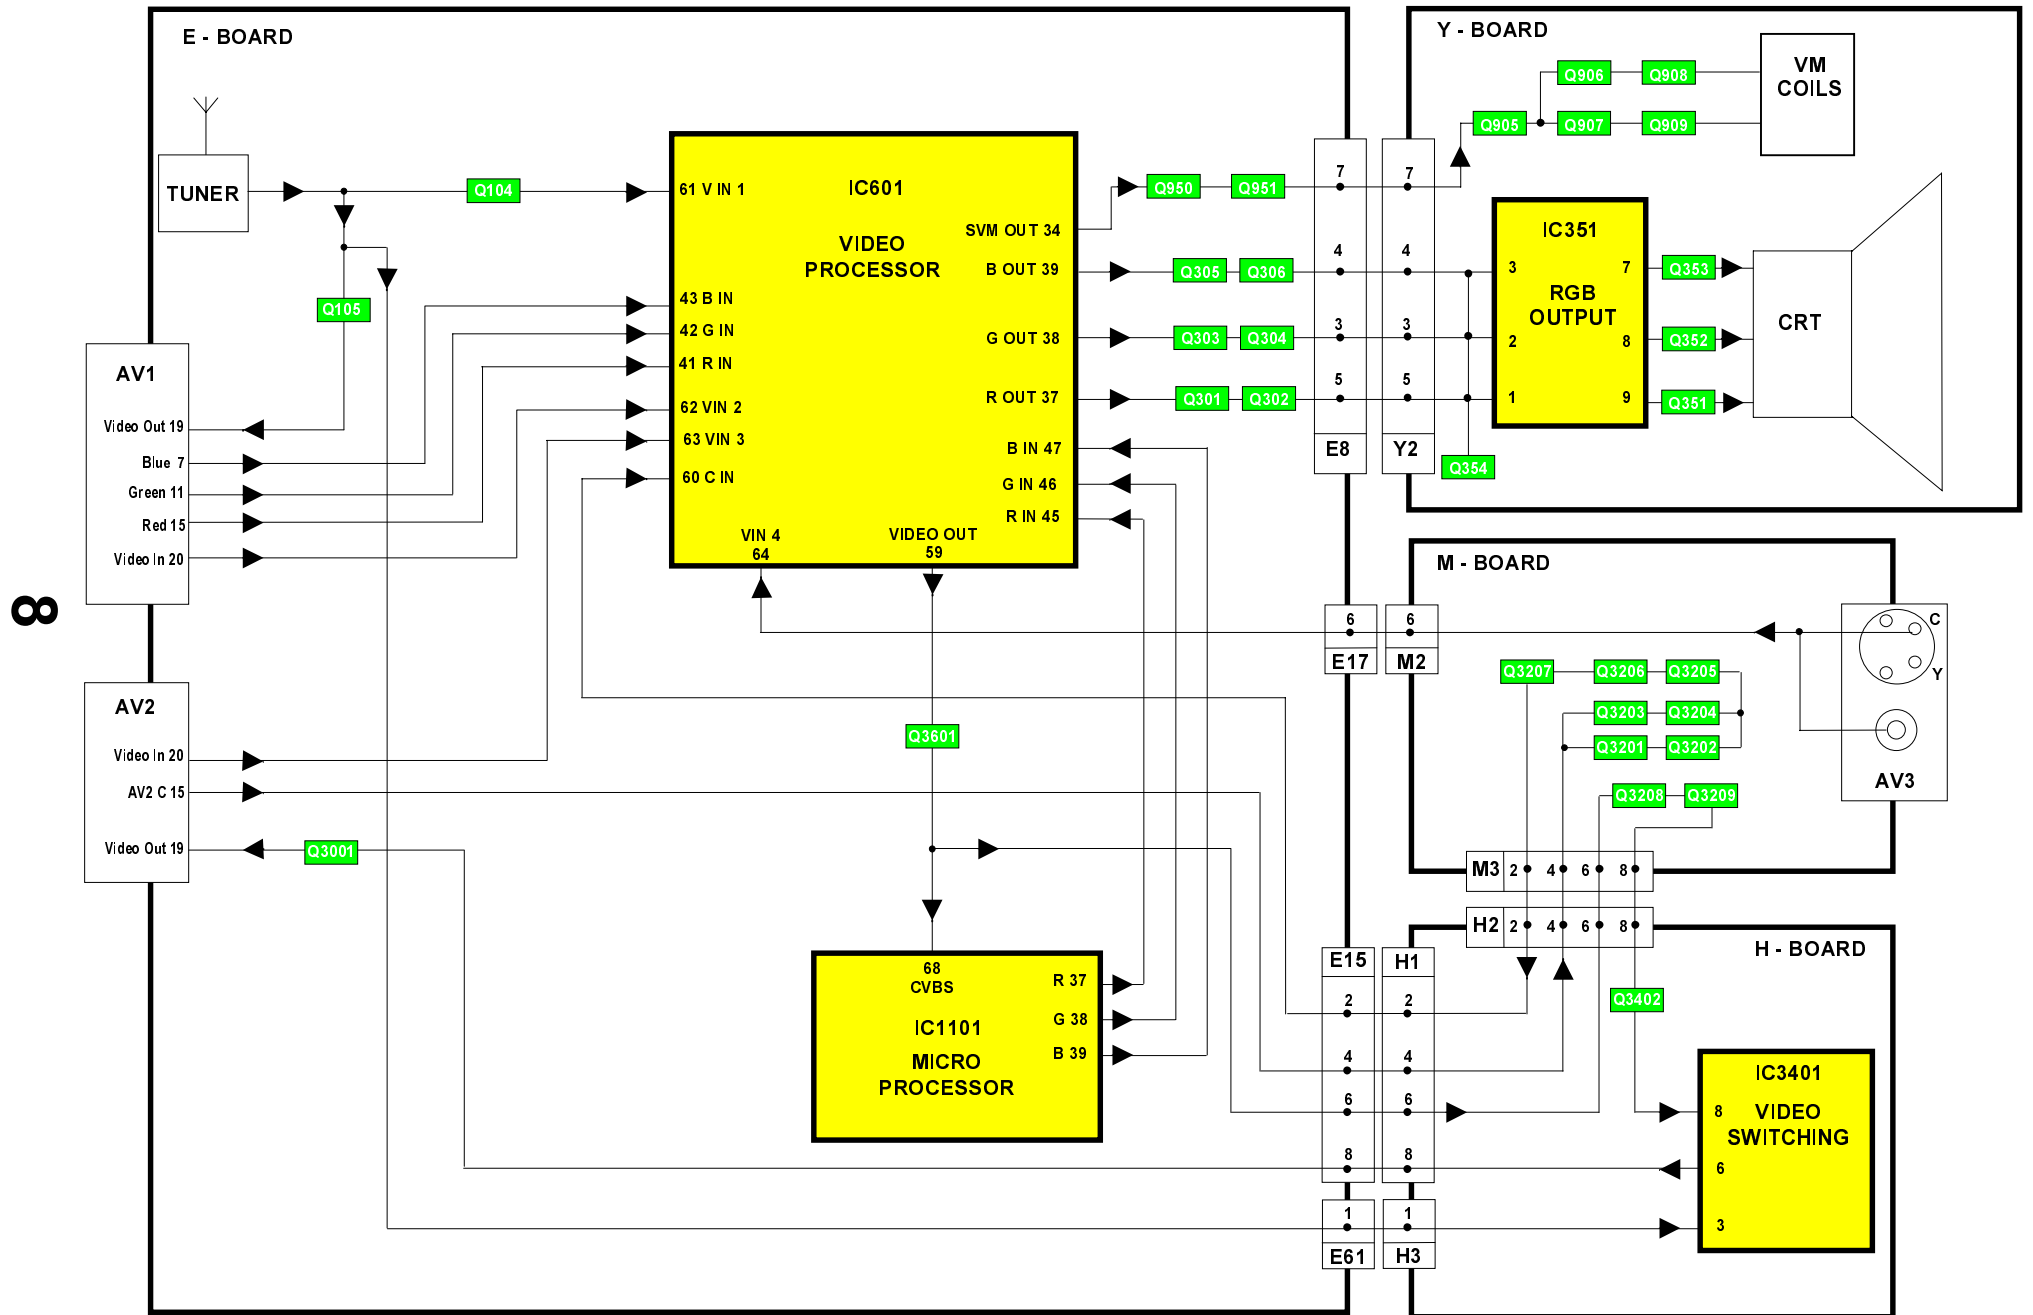 E - BOARD
TUNER
Q104
Q105
AV1
Video Out 19
Blue 7
Green 11
Red 15
Video In 20
8
AV2
Video In 20
AV2 C 15
Video Out 19
Q3001
61 V IN 1
IC601
VIDEO
PROCESSOR
43 B IN
42 G IN
41 R IN
62 VIN 2
63 VIN 3
60 C IN
VIN 4
64
VIDEO OUT
59
SVM OUT 34
B OUT 39
G OUT 38
R OUT 37
B IN 47
G IN 46
R IN 45
Q950
Q951
Q305
Q306
Q303
Q304
Q301
Q302
Q3601
68
CVBS
IC1101
MICRO
PROCESSOR
R 37
G 38
B 39
7
4
3
5
E8
7
4
3
5
Y2
6
E17
6
M2
E15
2
4
6
8
H1
2
4
6
8
1
E61
1
H3
Y - BOARD
Q905
Q906
Q908
Q907
Q909
VM
COILS
IC351
RGB
OUTPUT
3
2
1
7
8
9
Q353
Q352
Q351
Q354
CRT
M - BOARD
C
Y
AV3
Q3207
Q3206
Q3205
Q3203
Q3204
Q3201
Q3202
Q3208
Q3209
M3 2 4 6 8
H2 2 4 6 8
H - BOARD
Q3402
IC3401
VIDEO
SWITCHING
8
6
3